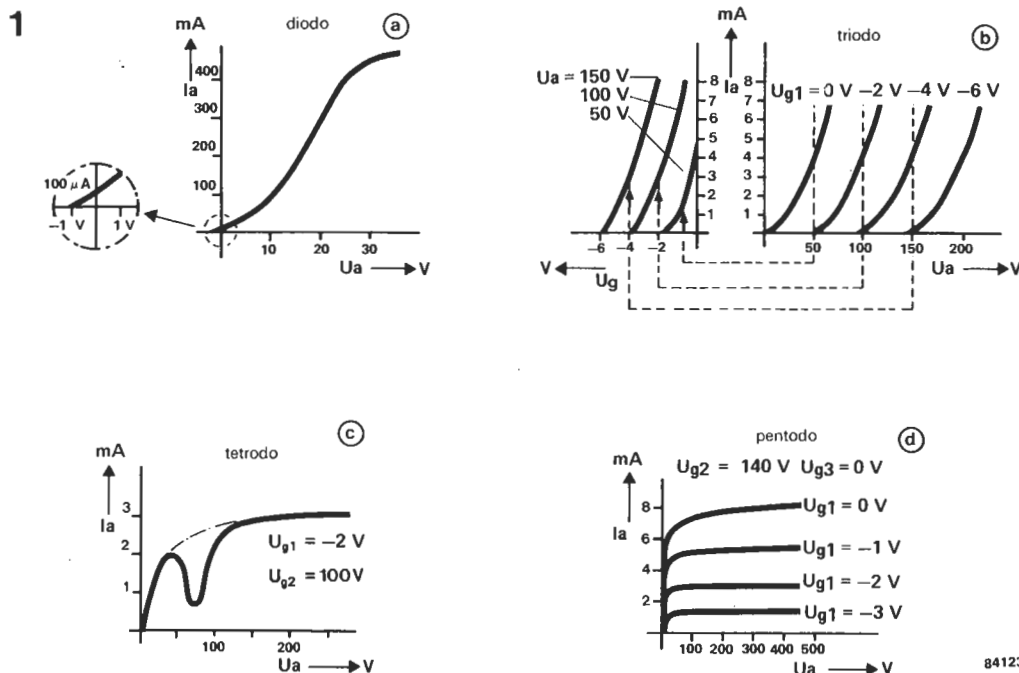 1
diodo
a
mA
Ia
400
300
200
100
100 µA
−1 V
1 V
10 20 30
Ua V
triodo
b
mA
Ia
Ua = 150 V
100 V
50 V
8
7
6
5
4
3
2
1
−6 −4 −2
V Ug
8
7
6
5
4
3
2
1
Ug1 = 0 V −2 V −4 V −6 V
50 100 150 200
Ua V
tetrodo
c
mA
Ia
3
2
1
Ug1 = −2 V
Ug2 = 100 V
100 200
Ua V
pentodo
d
mA
Ia
Ug2 = 140 V Ug3 = 0 V
8
6
4
2
Ug1 = 0 V
Ug1 = −1 V
Ug1 = −2 V
Ug1 = −3 V
100 200 300 400 500
Ua V
84123